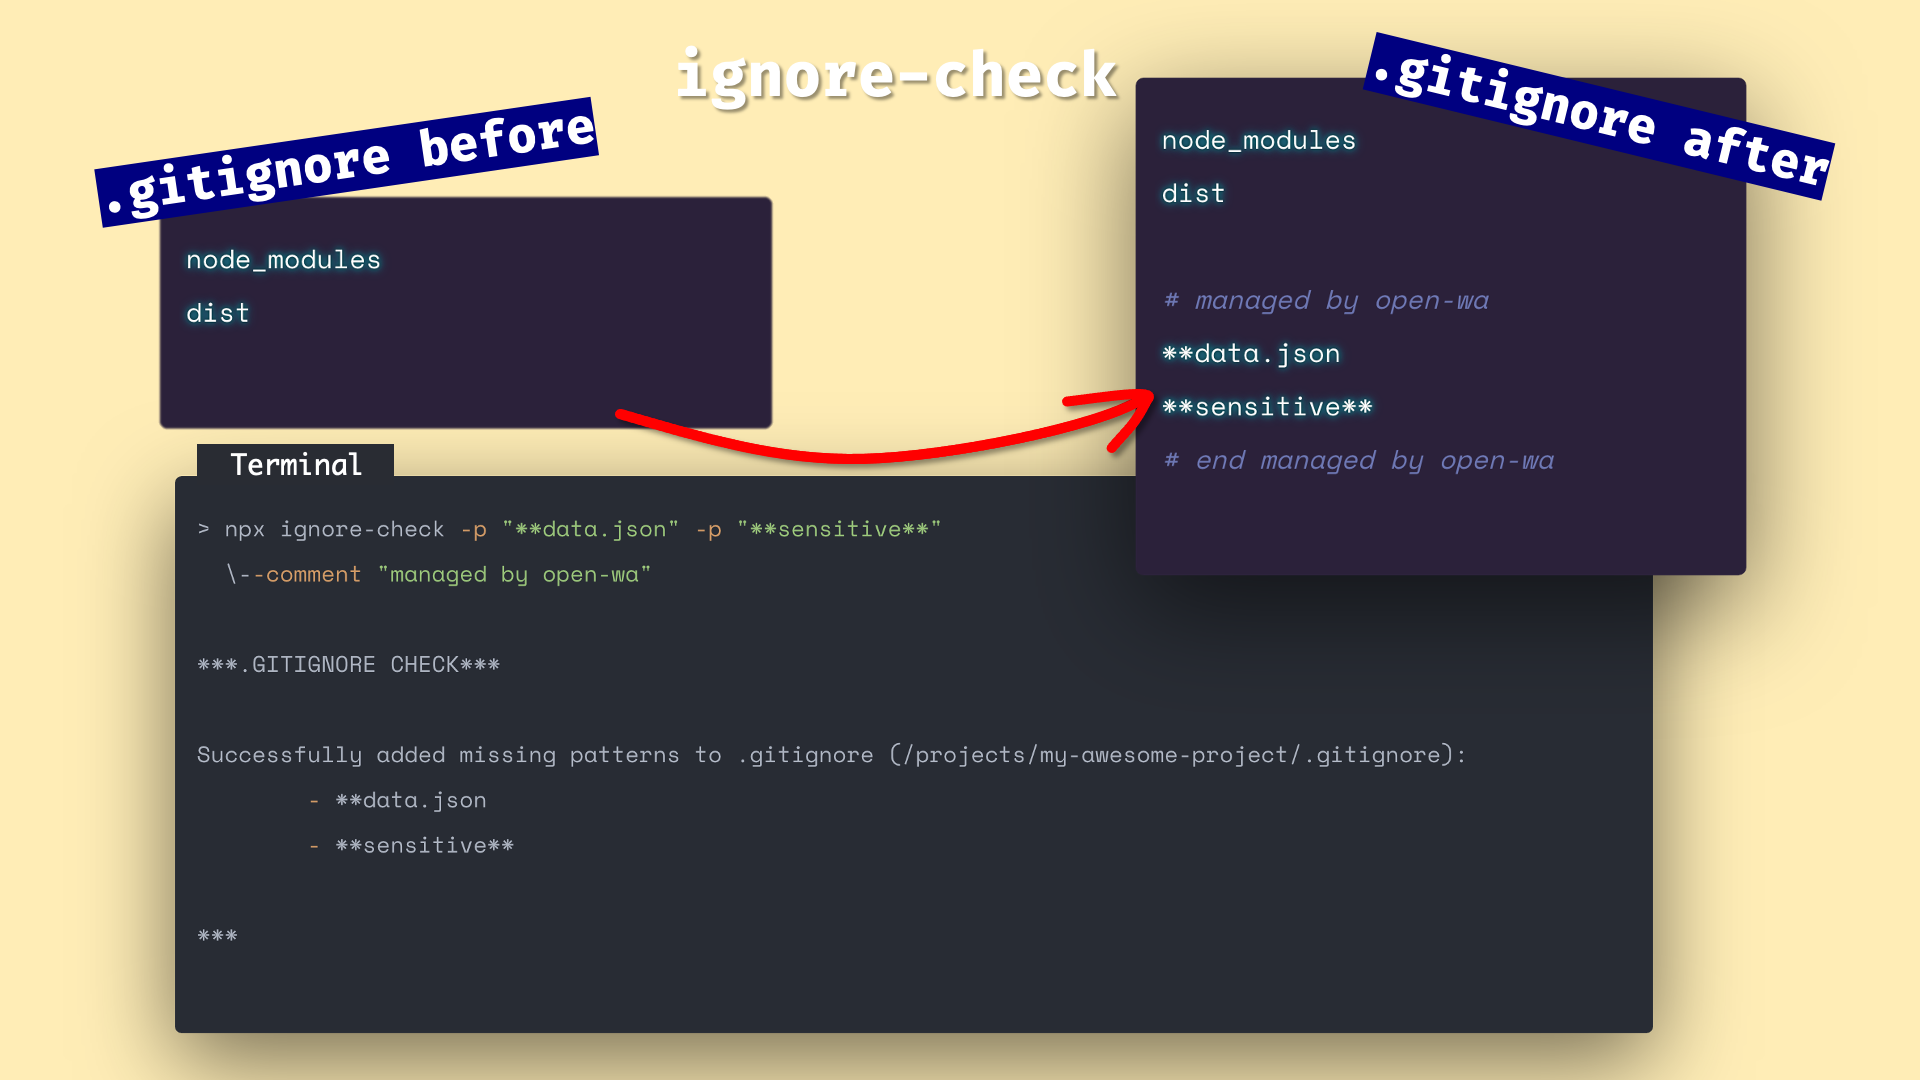 ignore-check
.gitignore before
node_modules
dist
.gitignore after
node_modules
dist
# managed by open-wa
**data.json
**sensitive**
# end managed by open-wa
Terminal
> npx ignore-check -p "**data.json" -p "**sensitive**"
\--comment "managed by open-wa"
***.GITIGNORE CHECK***
Successfully added missing patterns to .gitignore (/projects/my-awesome-project/.gitignore):
- **data.json
- **sensitive**
***